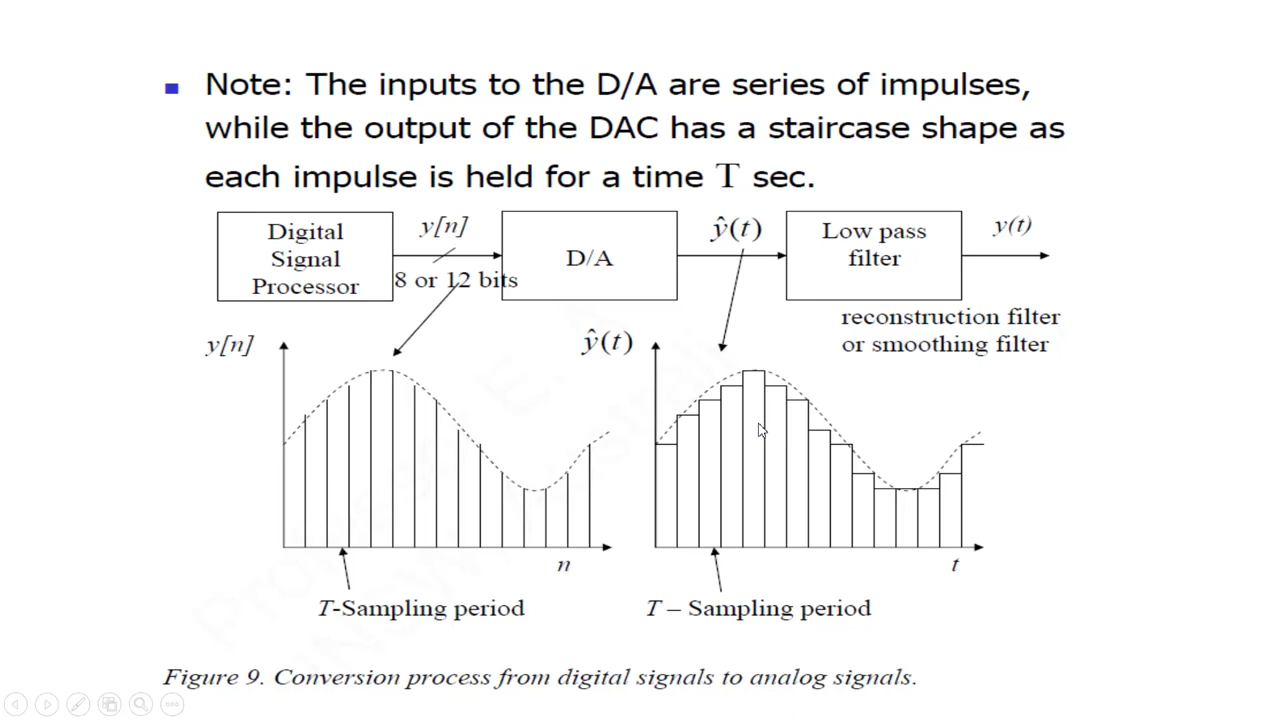 Note: The inputs to the D/A are series of impulses,
while the output of the DAC has a staircase shape as
each impulse is held for a time T sec.
Digital
Signal
Processor
y[n]
8 or 12 bits
D/A
ŷ(t)
Low pass
filter
y(t)
reconstruction filter
or smoothing filter
y[n]
n
T-Sampling period
ŷ(t)
t
T – Sampling period
Figure 9. Conversion process from digital signals to analog signals.